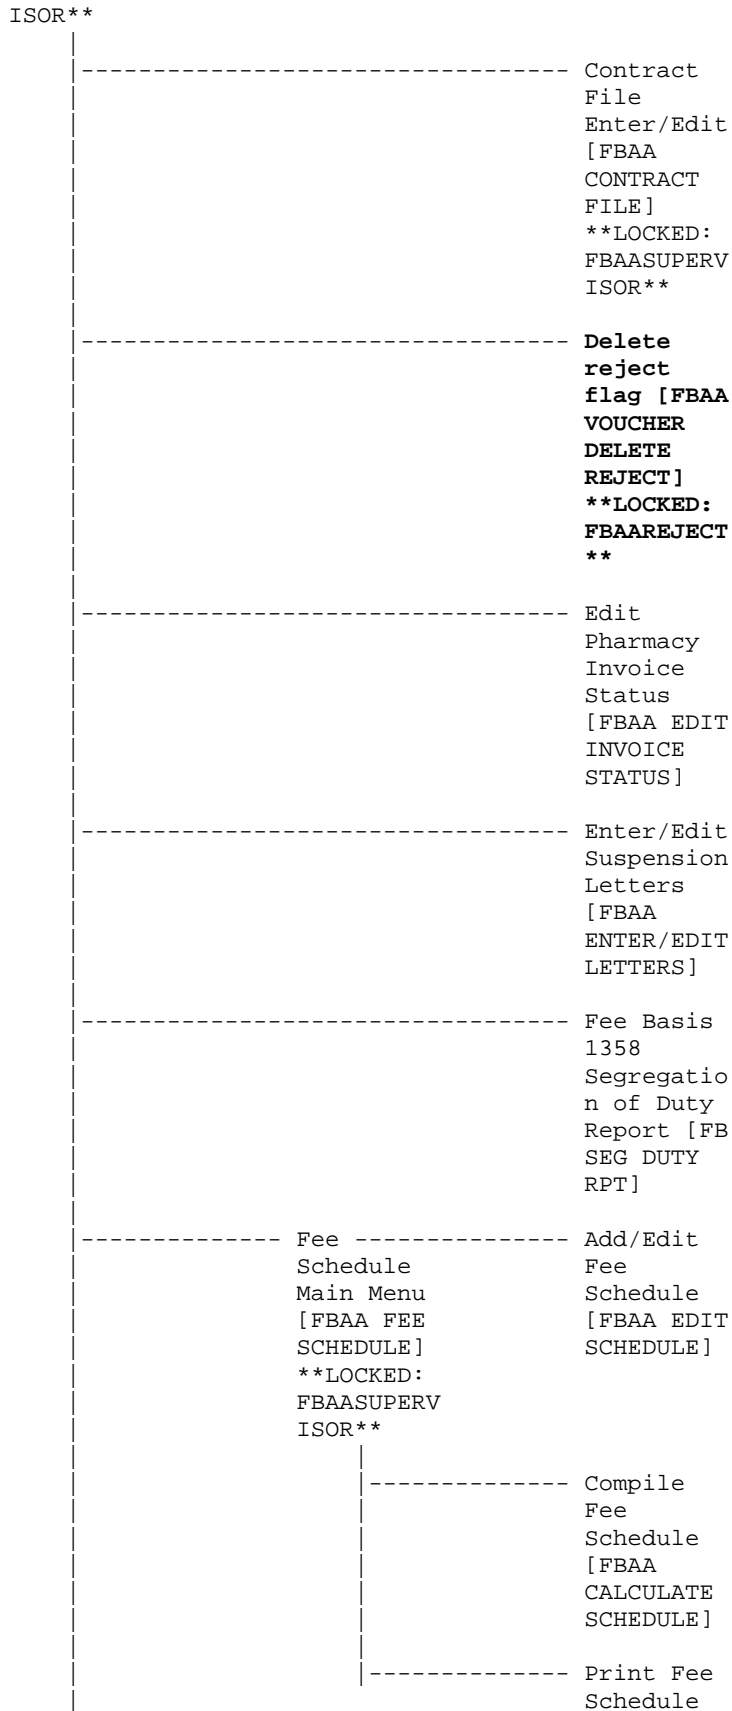 ISOR**
|
|---------------------------------- Contract
File
Enter/Edit
[FBAA
CONTRACT
FILE]
**LOCKED:
FBAASUPERV
ISOR**
|---------------------------------- Delete
reject
flag [FBAA
VOUCHER
DELETE
REJECT]
**LOCKED:
FBAAREJECT
**
|---------------------------------- Edit
Pharmacy
Invoice
Status
[FBAA EDIT
INVOICE
STATUS]
|---------------------------------- Enter/Edit
Suspension
Letters
[FBAA
ENTER/EDIT
LETTERS]
|---------------------------------- Fee Basis
1358
Segregatio
n of Duty
Report [FB
SEG DUTY
RPT]
|-------------- Fee --------------- Add/Edit
Schedule Fee
Main Menu Schedule
[FBAA FEE [FBAA EDIT
SCHEDULE] SCHEDULE]
**LOCKED:
FBAASUPERV
ISOR**
|-------------- Compile
Fee
Schedule
[FBAA
CALCULATE
SCHEDULE]
|-------------- Print Fee
Schedule